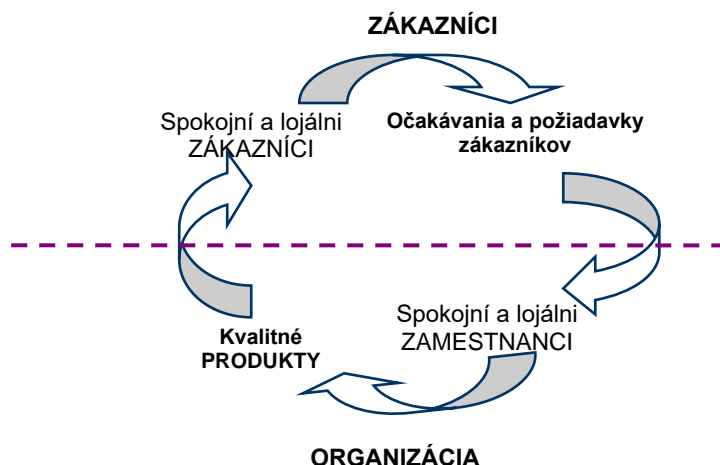 ZÁKAZNÍCI
Spokojní a lojálni
ZÁKAZNÍCI
Očakávania a požiadavky
zákazníkov
Spokojní a lojálni
ZAMESTNANCI
Kvalitné
PRODUKTY
ORGANIZÁCIA